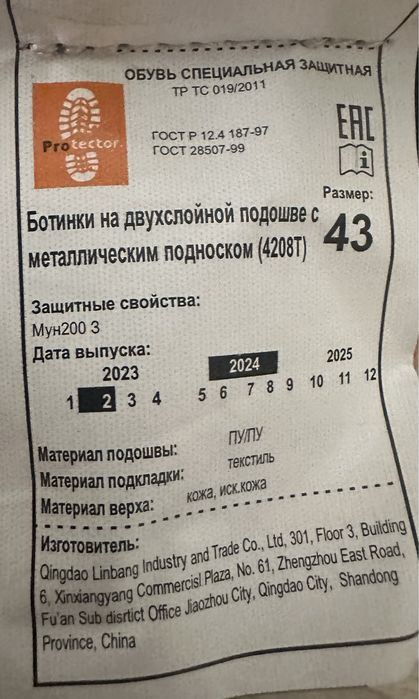 ОБУВЬ СПЕЦИАЛЬНАЯ ЗАЩИТНАЯ
ТР ТС 019/2011
Protector
ГОСТ Р 12.4 187-97
ГОСТ 28507-99
EAC
i
Размер:
43
Ботинки на двухслойной подошве с
металлическим подноском (4208Т)
Защитные свойства:
Мун200 З
Дата выпуска:
2023 2024 2025
1 2 3 4 5 6 7 8 9 10 11 12
Материал подошвы: ПУ/ПУ
Материал подкладки: текстиль
Материал верха: кожа, иск.кожа
Изготовитель:
Qingdao Linbang Industry and Trade Co., Ltd, 301, Floor 3, Building
6, Xinxiangyang Commercisl Plaza, No. 61, Zhengzhou East Road,
Fu'an Sub disrtict Office Jiaozhou City, Qingdao City, Shandong
Province, China